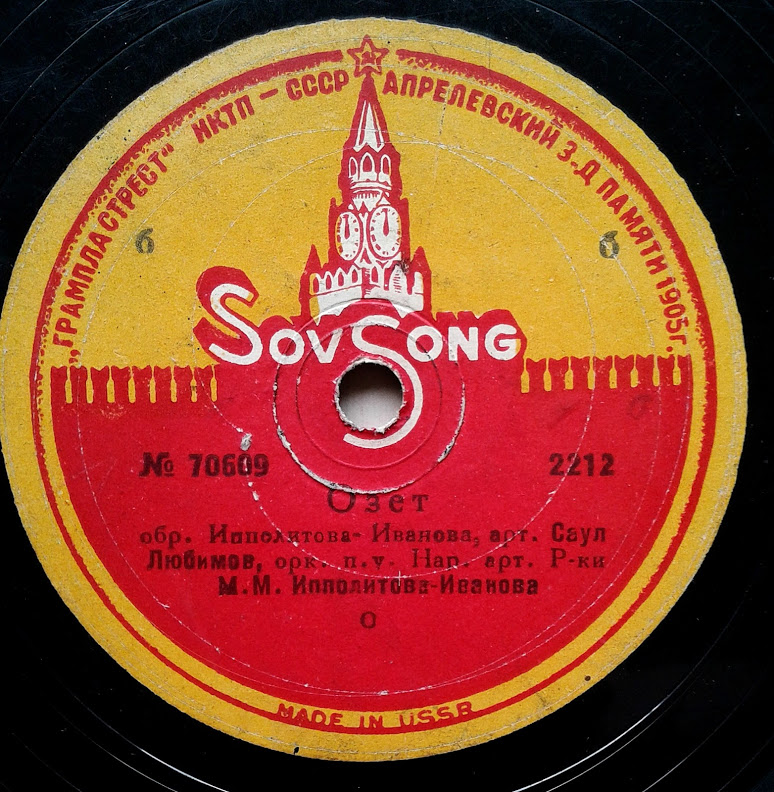 „ГРАМПЛАСТРЕСТ" НКТП – СССР АПРЕЛЕВСКИЙ З-Д ПАМЯТИ 1905г.
б б
SOVSONG
№ 70609 2212
Озет
обр. Ипполитова-Иванова, арт. Саул
Любимов, орк. п.у. Нар. арт. Р-ки
М.М. Ипполитова-Иванова
О
MADE IN USSR